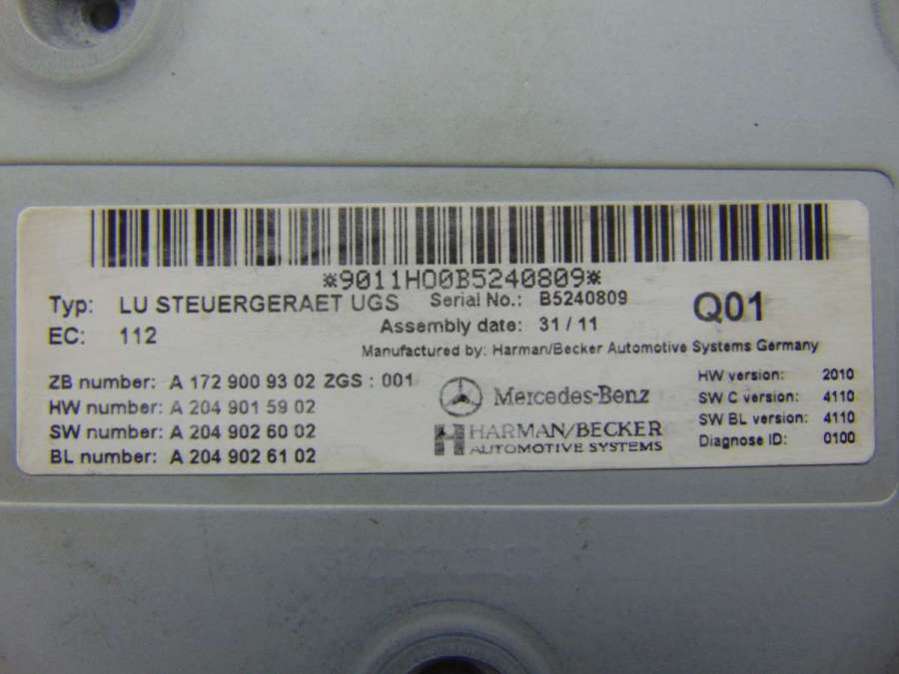 *9011HO0B5240809*
Typ: LU STEUERGERAET UGS Serial No.: B5240809 Q01
EC: 112 Assembly date: 31 / 11
Manufactured by: Harman/Becker Automotive Systems Germany
ZB number: A 172 900 93 02 ZGS : 001
HW number: A 204 901 59 02
SW number: A 204 902 60 02
BL number: A 204 902 61 02
Mercedes-Benz
HARMAN/BECKER
AUTOMOTIVE SYSTEMS
HW version: 2010
SW C version: 4110
SW BL version: 4110
Diagnose ID: 0100